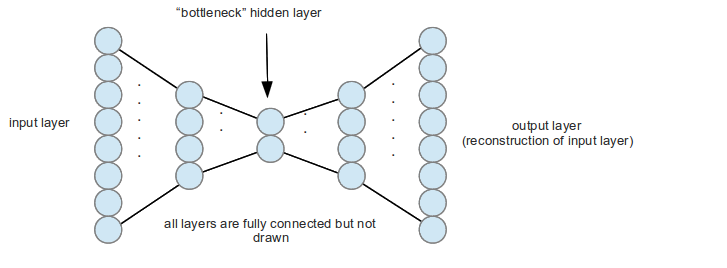 “bottleneck” hidden layer
input layer
output layer
(reconstruction of input layer)
all layers are fully connected but not
drawn